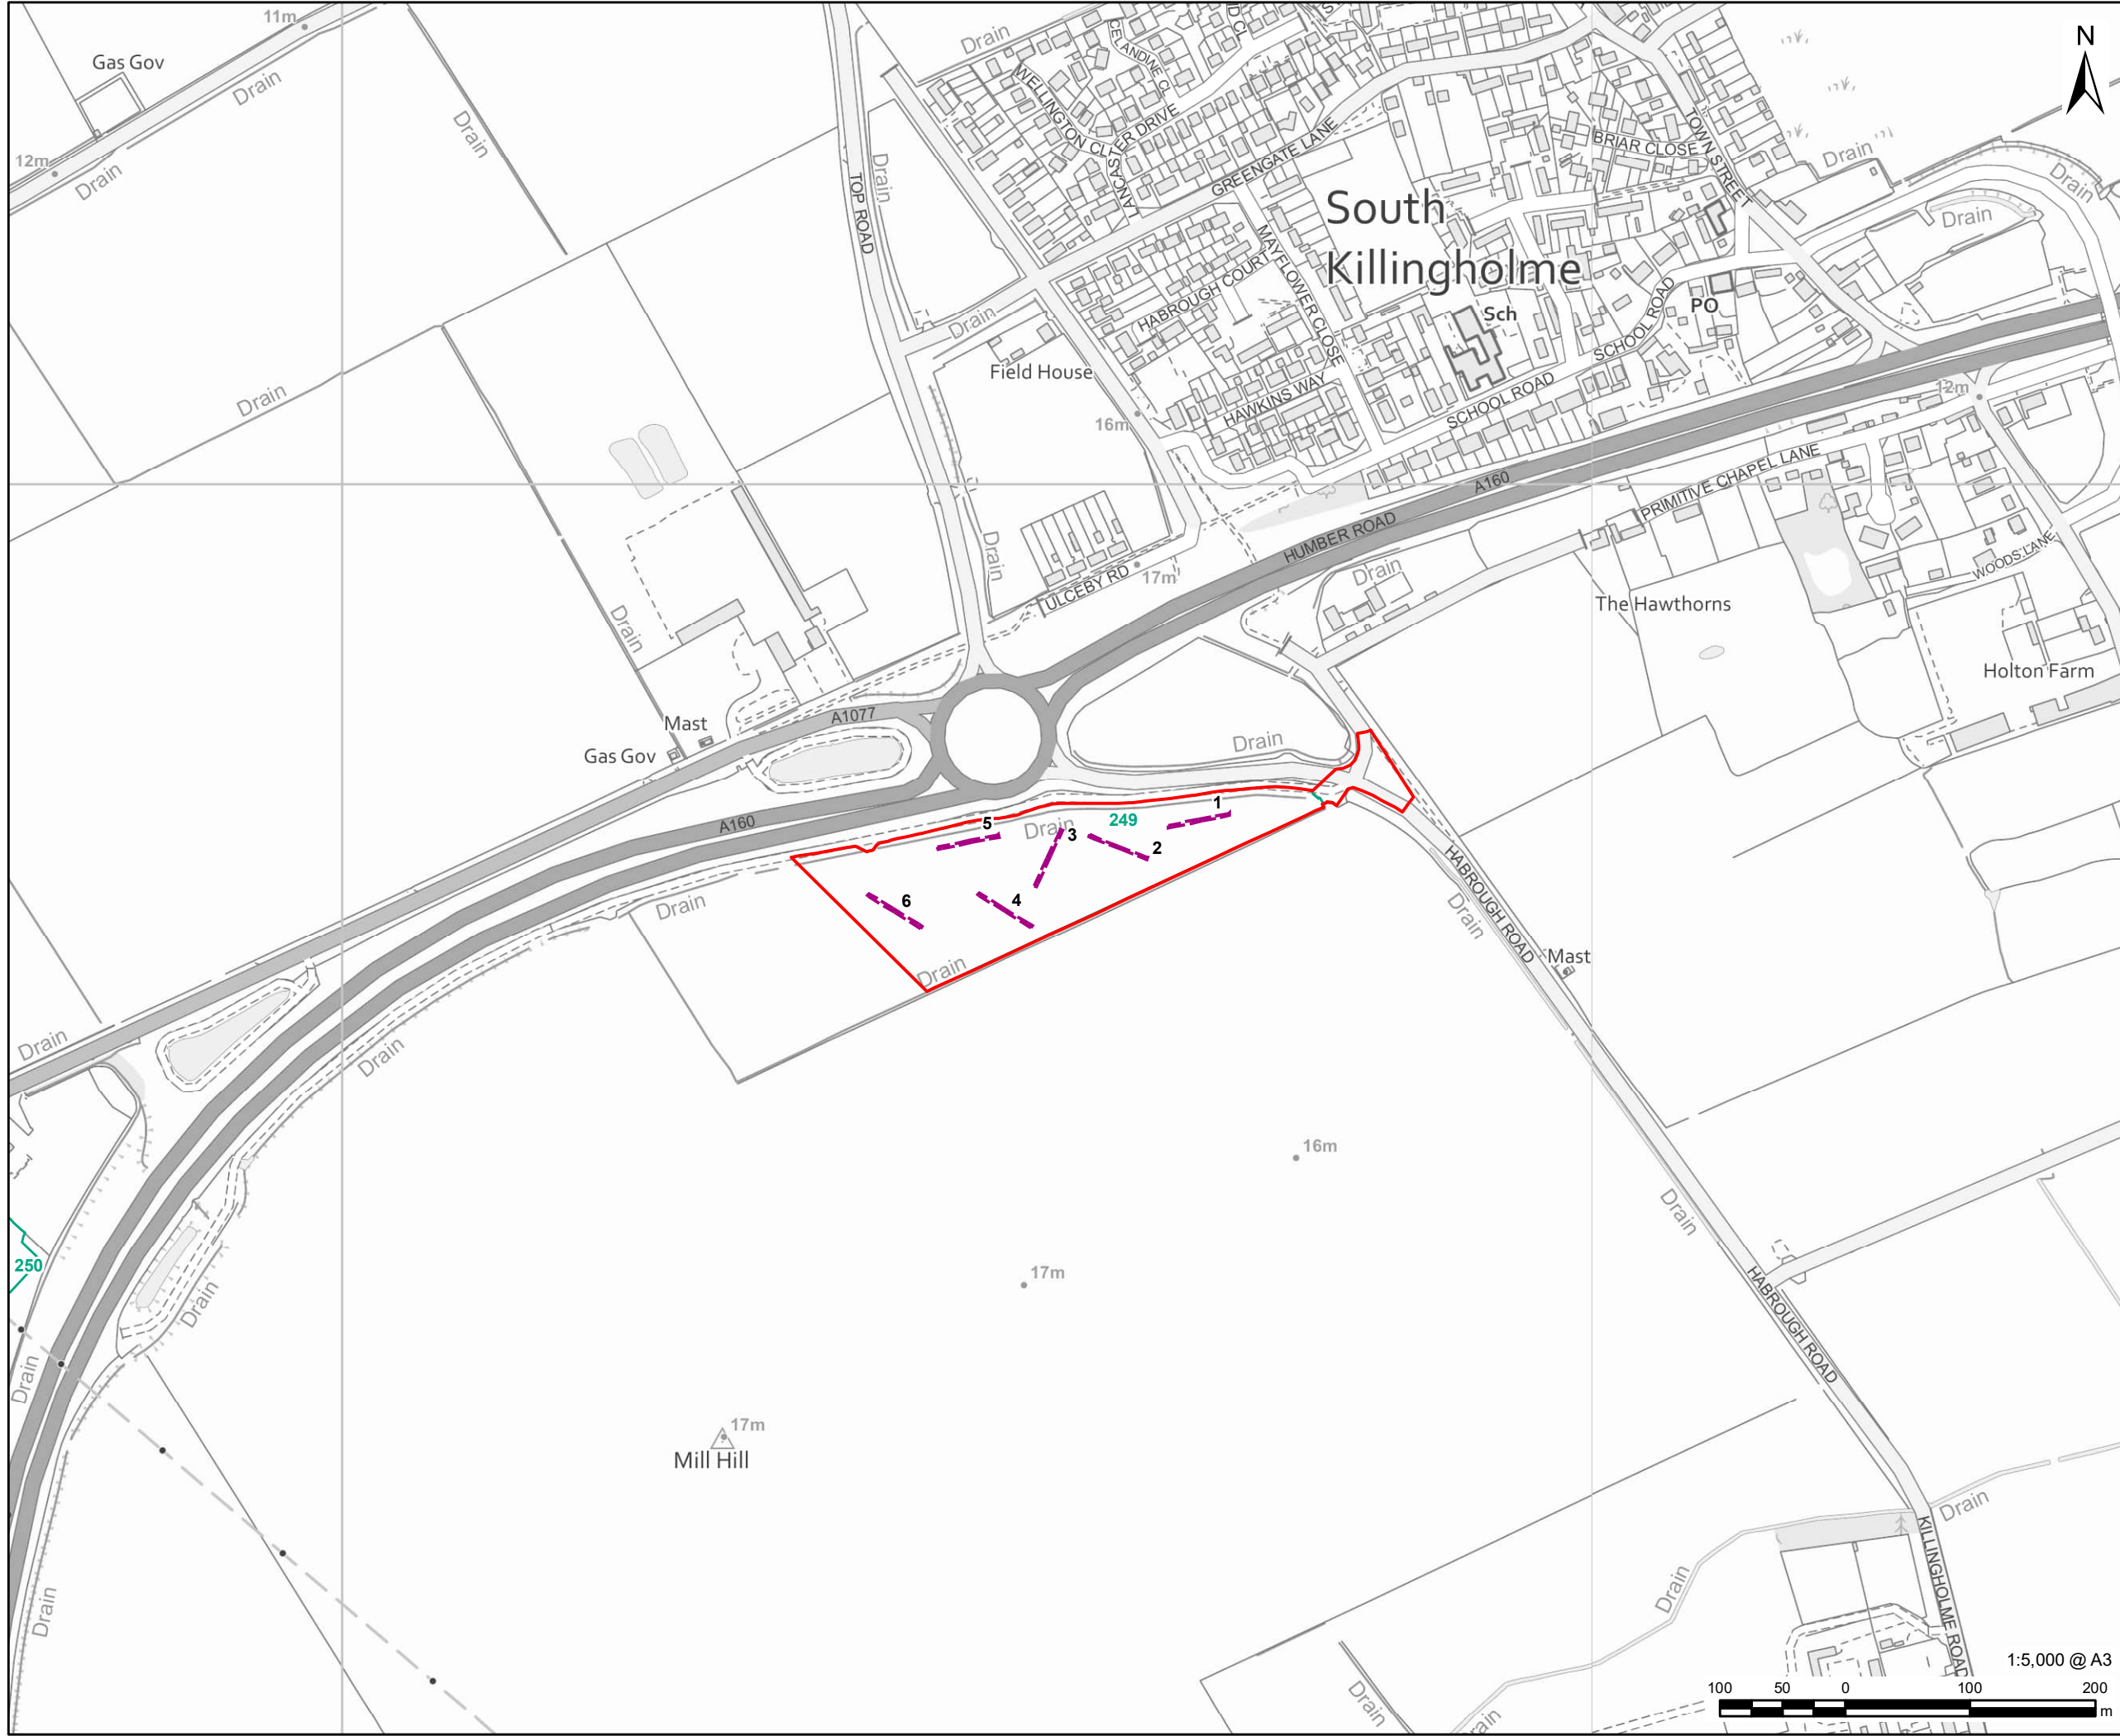 11m
Gas Gov
Drain
Drain
12m
Drain
Drain
N
WELLINGTON CL
LANCASTER DRIVE
GREENGATE LANE
BRIAR CLOSE
TOWN STREET
Drain
Drain
TOP ROAD
Drain
South
Killingholme
Drain
MAYFLOWER CLOSE
HABROUGH COURT
Sch
PO
SCHOOL ROAD
Drain
Field House
Drain
HAWKINS WAY
SCHOOL ROAD
12m
16m
A160
PRIMITIVE CHAPEL LANE
HUMBER ROAD
Drain
ULCEBY RD
17m
Drain
WOODS LANE
The Hawthorns
Drain
Holton Farm
A1077
Mast
Gas Gov
Drain
A160
1
249
5
Drain
3
2
6
4
Drain
Drain
HABROUGH ROAD
Drain
Mast
Drain
Drain
16m
Drain
250
17m
Drain
HABROUGH ROAD
Drain
17m
Mill Hill
Drain
KILLINGHOLME ROAD
Drain
Drain
Drain
1:5,000 @ A3
100 50 0 100 200
m